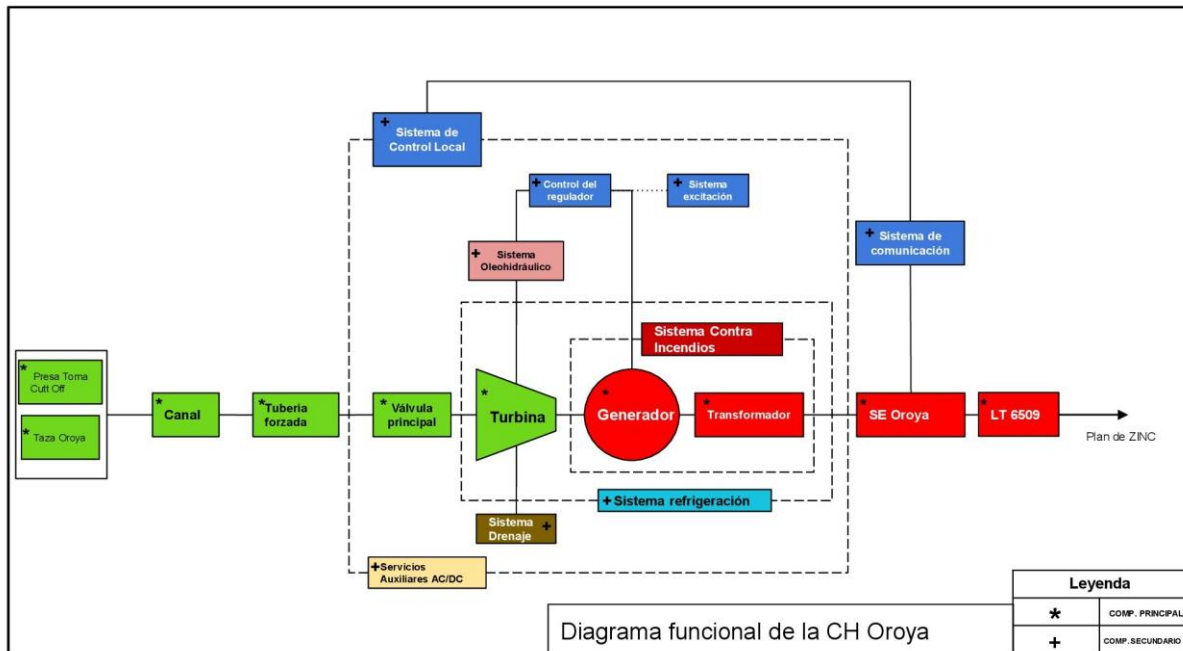 + Sistema de
Control Local
+ Control del
regulador
+ Sistema
excitación
+ Sistema de
comunicación
+ Sistema
Oleohidráulico
Sistema Contra
Incendios
* Presa Toma
Cutt Off
* Taza Oroya
* Canal
* Tuberia
forzada
* Válvula
principal
* Turbina
* Generador
* Transformador
* SE Oroya
* LT 6509
Plan de ZINC
+ Sistema refrigeración
Sistema +
Drenaje
+ Servicios
Auxiliares AC/DC
Diagrama funcional de la CH Oroya
Leyenda
* COMP. PRINCIPAL
+ COMP.SECUNDARIO